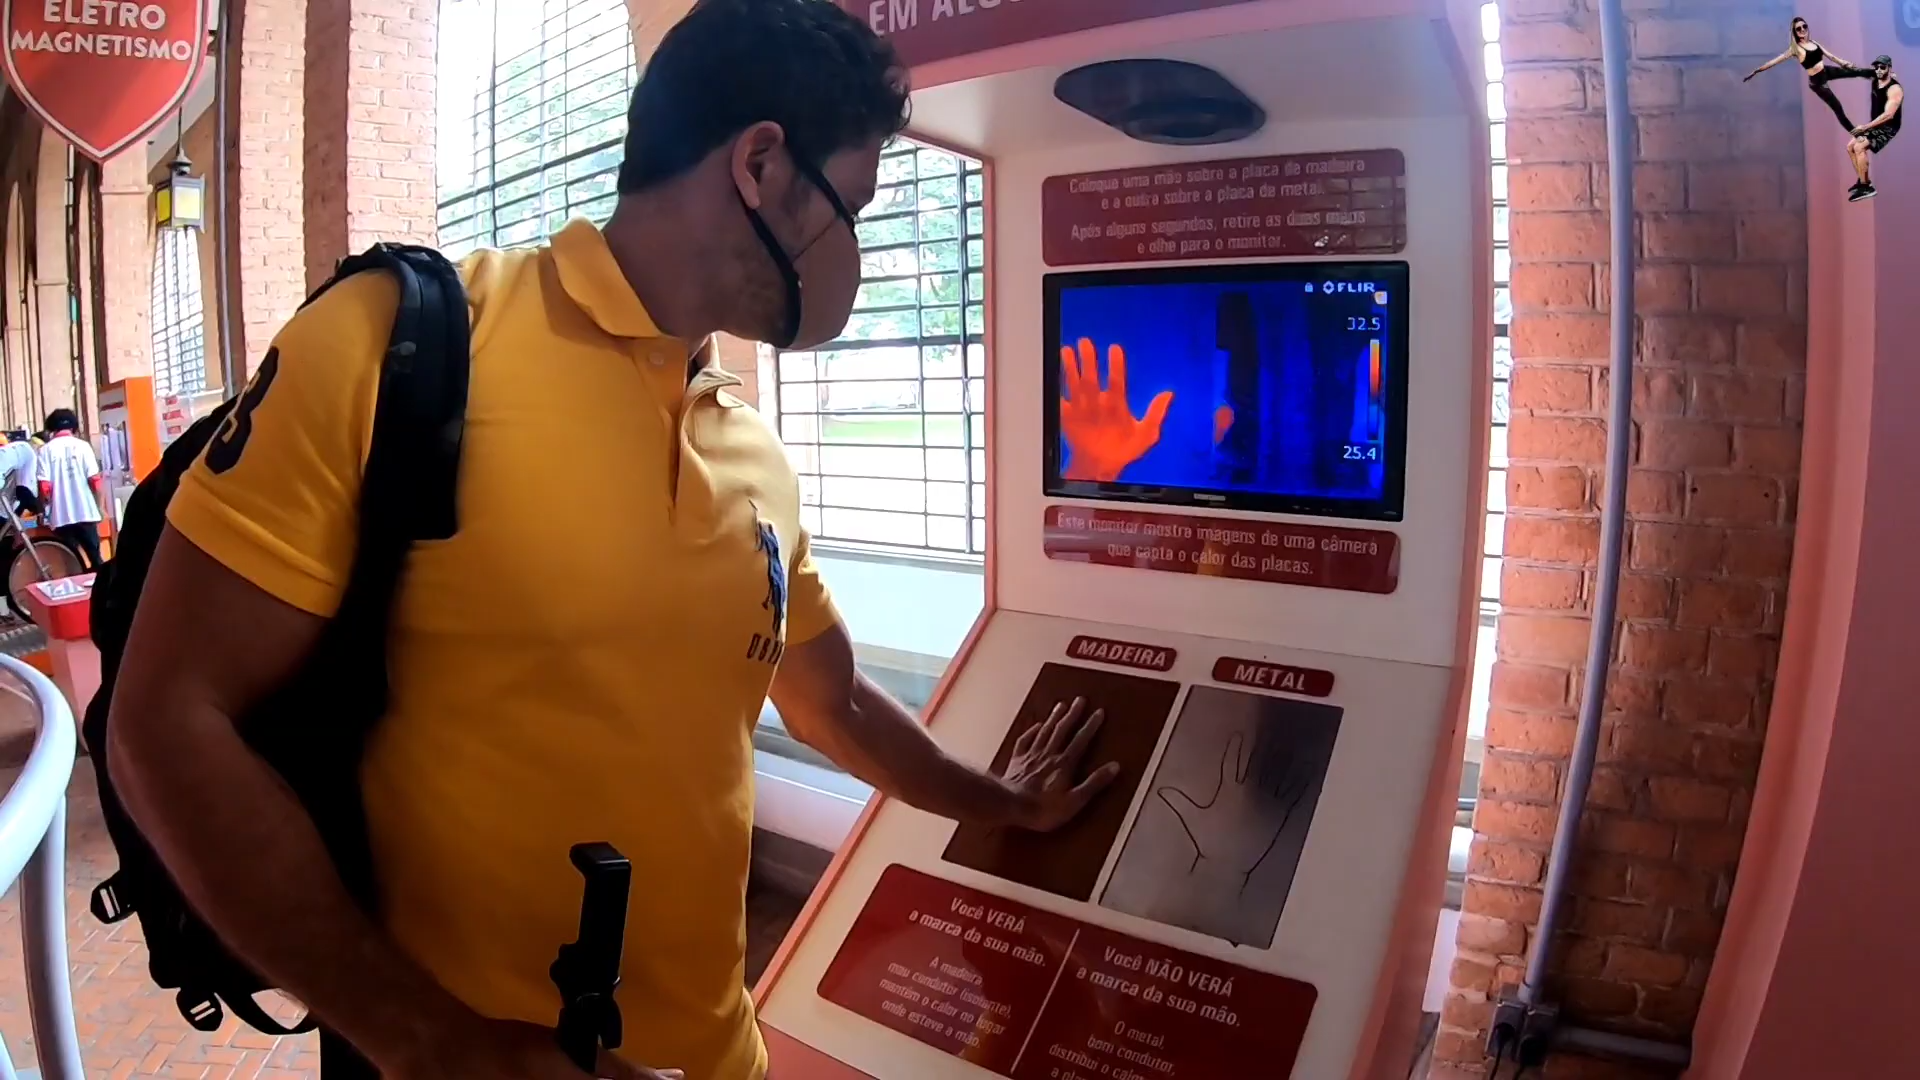 ELETRO
MAGNETISMO
EM
Coloque uma mão sobre a placa de madeira
e a outra sobre a placa de metal.
Após alguns segundos, retire as duas mãos
e olhe para o monitor.
FLIR
32.5
25.4
SAMSUNG
Este monitor mostra imagens de uma câmera
que capta o calor das placas.
MADEIRA
METAL
Você VERÁ
a marca da sua mão.
A madeira,
mau condutor (isolante),
mantém o calor no lugar
onde esteve a mão.
Você NÃO VERÁ
a marca da sua mão.
O metal,
bom condutor,
distribui o calor
3